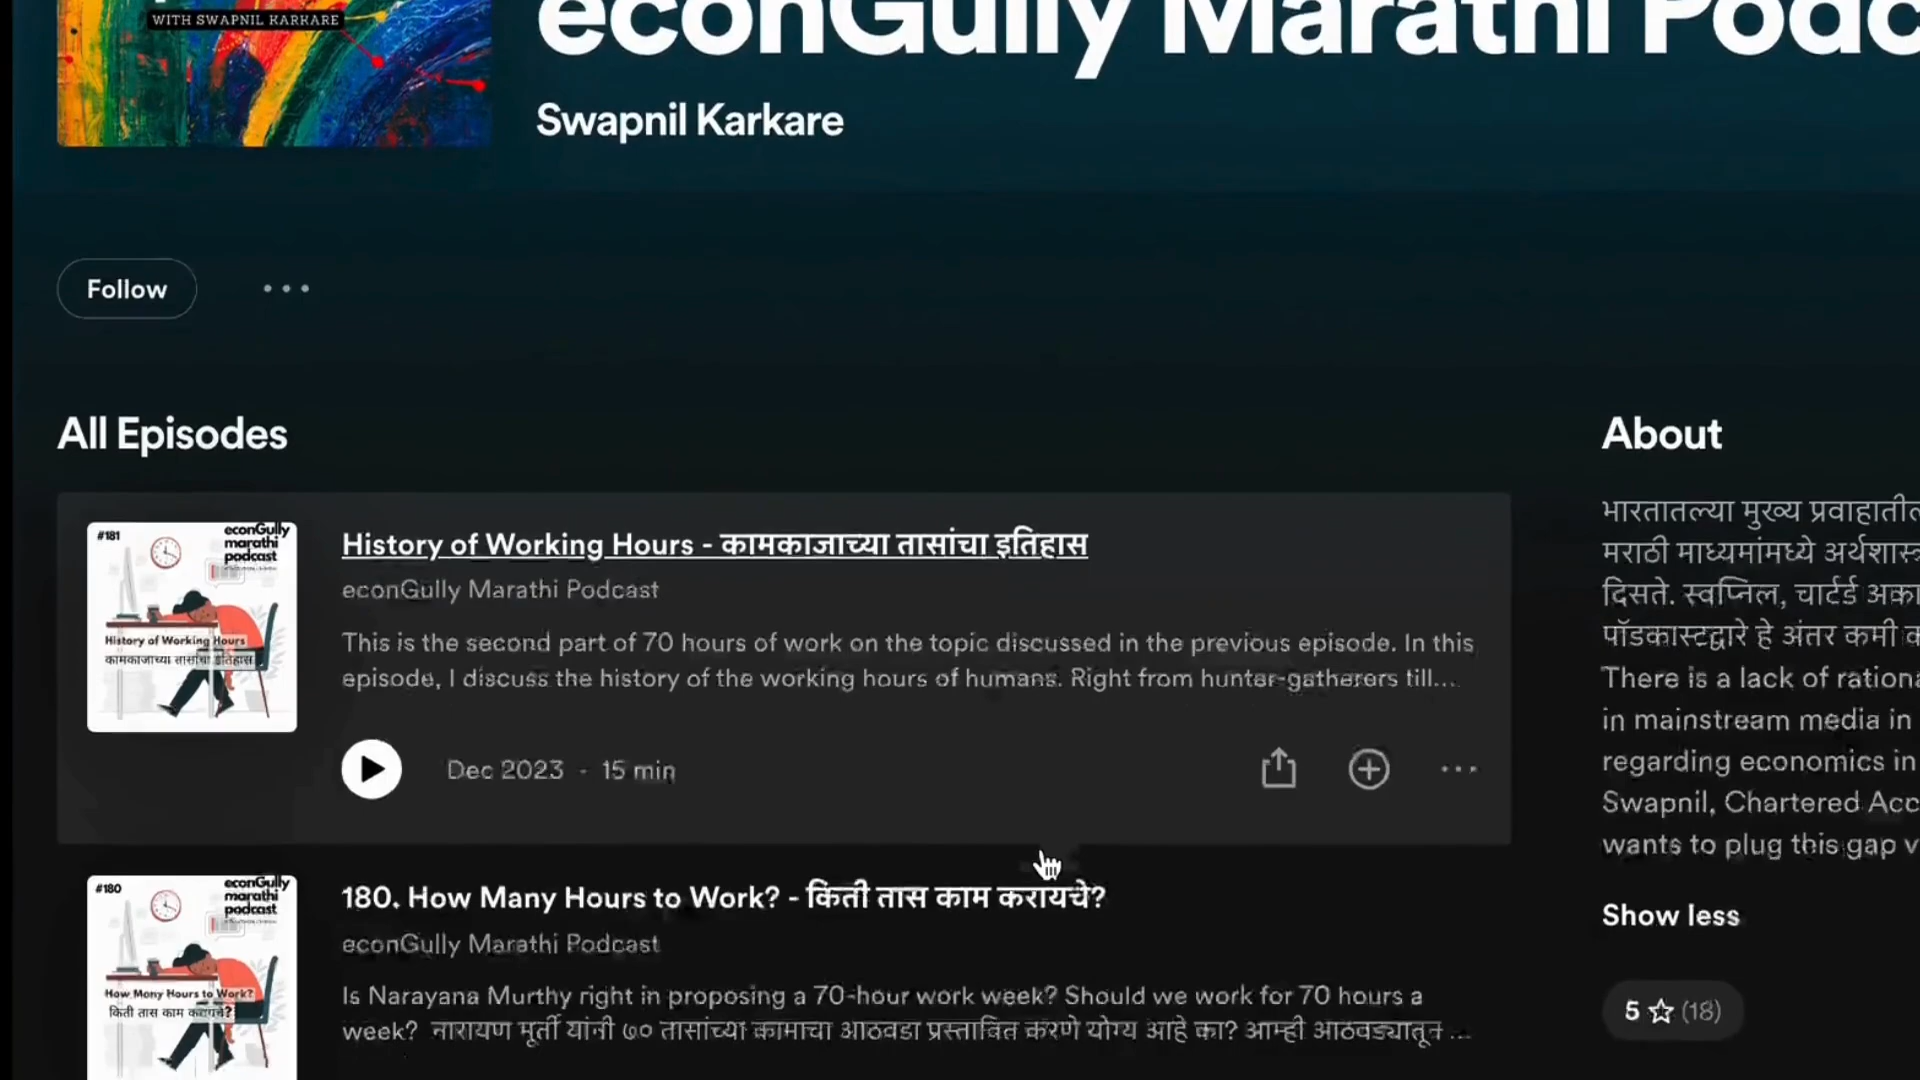 WITH SWAPNIL KARKARE
econGully Marathi Podc
Swapnil Karkare
Follow
All Episodes
#181
econGully
marathi
podcast
History of Working Hours
कामकाजाच्या तासांचा इतिहास
History of Working Hours - कामकाजाच्या तासांचा इतिहास
econGully Marathi Podcast
This is the second part of 70 hours of work on the topic discussed in the previous episode. In this
episode, I discuss the history of the working hours of humans. Right from hunter-gatherers till...
Dec 2023 - 15 min
#180
econGully
marathi
podcast
How Many Hours to Work?
किती तास काम करायचे?
180. How Many Hours to Work? - किती तास काम करायचे?
econGully Marathi Podcast
Is Narayana Murthy right in proposing a 70-hour work week? Should we work for 70 hours a
week? नारायण मूर्ती यांनी ७० तासांच्या कामाचा आठवडा प्रस्तावित करणे योग्य आहे का? आम्ही आठवड्यातून ...
About
भारतातल्या मुख्य प्रवाहातील
मराठी माध्यमांमध्ये अर्थशास्त्र
दिसते. स्वप्निल, चार्टर्ड अका
पॉडकास्टद्वारे हे अंतर कमी क
There is a lack of rationa
in mainstream media in
regarding economics in
Swapnil, Chartered Acc
wants to plug this gap v
Show less
5 ☆ (18)